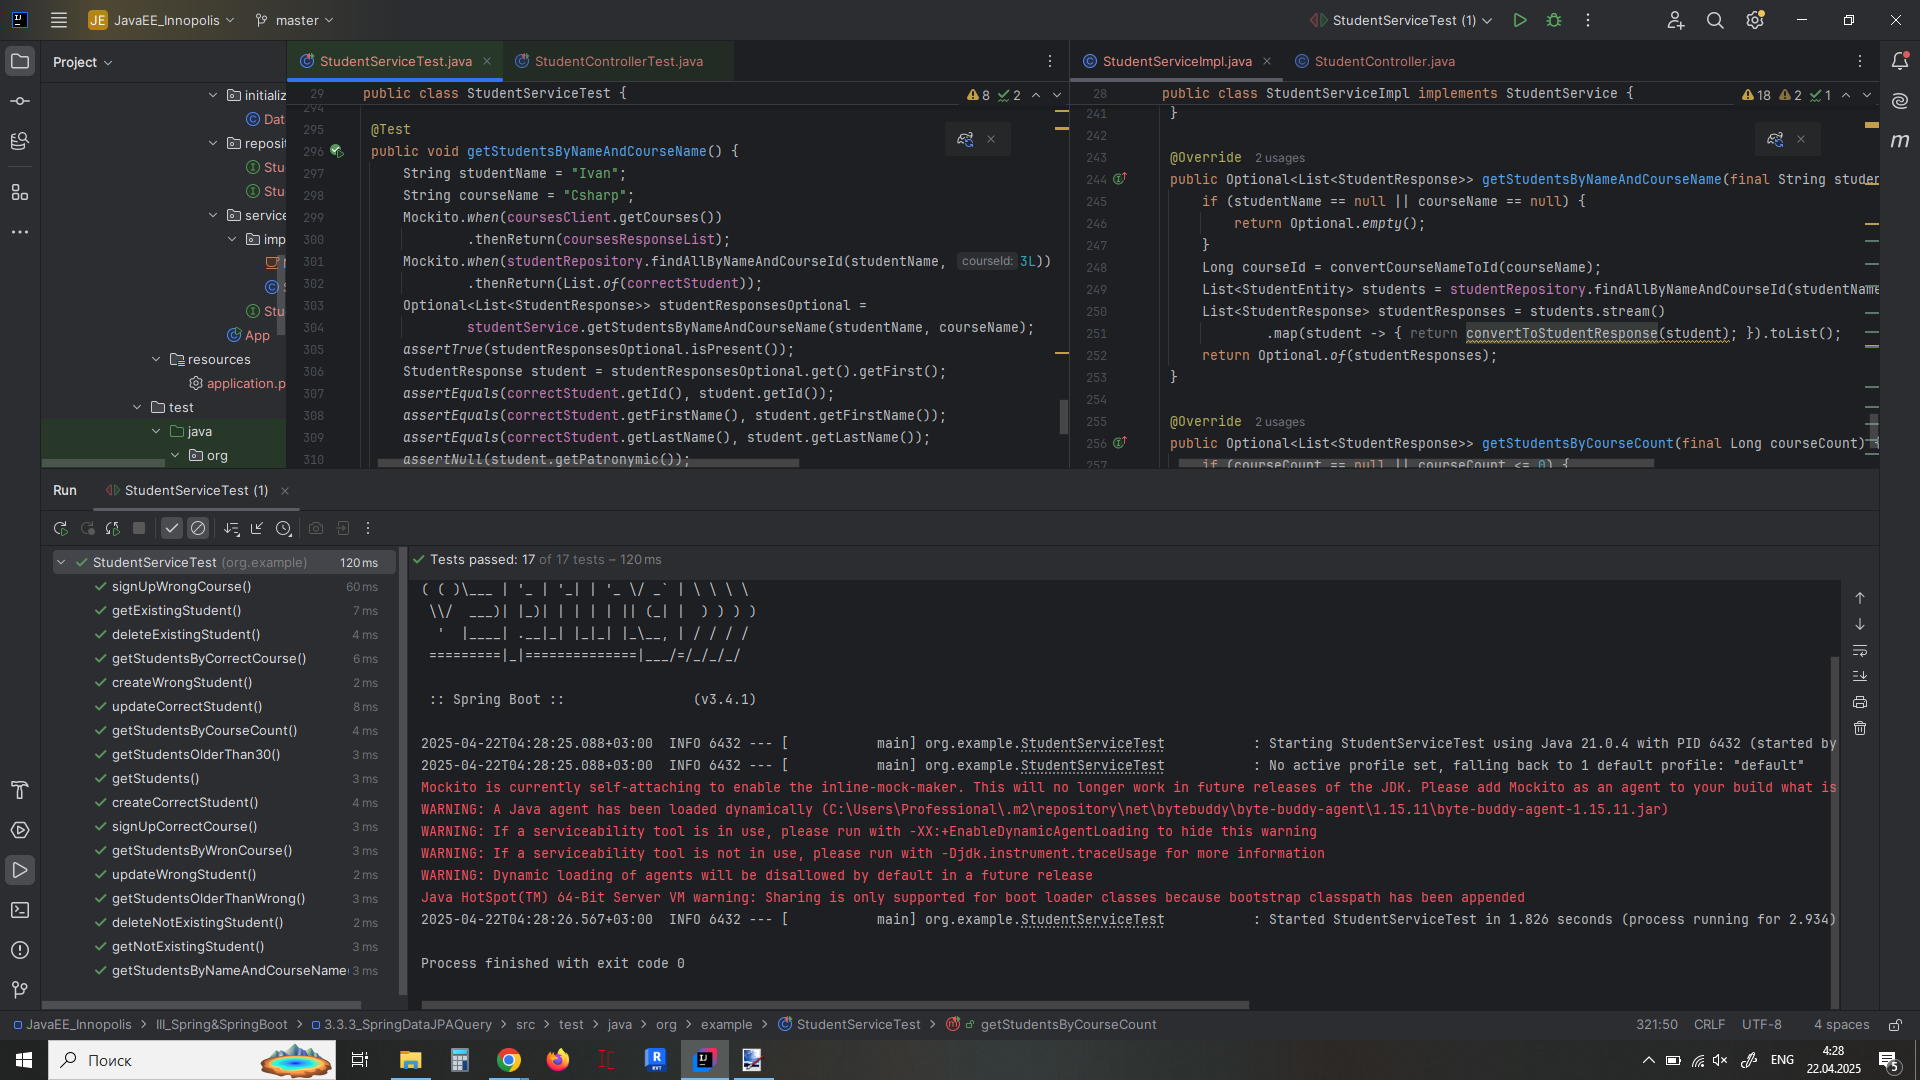 JE JavaEE_Innopolis master StudentServiceTest (1)
Project
StudentServiceTest.java StudentControllerTest.java
StudentServiceImpl.java StudentController.java
initializ
Dat
reposit
Stu
Stu
service
imp
Stu
App
resources
application.p
test
java
org
29 public class StudentServiceTest { 8 2
294
295 @Test
296 public void getStudentsByNameAndCourseName() {
297 String studentName = "Ivan";
298 String courseName = "Csharp";
299 Mockito.when(coursesClient.getCourses())
300 .thenReturn(coursesResponseList);
301 Mockito.when(studentRepository.findAllByNameAndCourseId(studentName, courseId: 3L))
302 .thenReturn(List.of(correctStudent));
303 Optional<List<StudentResponse>> studentResponsesOptional =
304 studentService.getStudentsByNameAndCourseName(studentName, courseName);
305 assertTrue(studentResponsesOptional.isPresent());
306 StudentResponse student = studentResponsesOptional.get().getFirst();
307 assertEquals(correctStudent.getId(), student.getId());
308 assertEquals(correctStudent.getFirstName(), student.getFirstName());
309 assertEquals(correctStudent.getLastName(), student.getLastName());
310 assertNull(student.getPatronymic());
28 public class StudentServiceImpl implements StudentService { 18 2 1
241 }
242
243 @Override 2 usages
244 public Optional<List<StudentResponse>> getStudentsByNameAndCourseName(final String studen
245 if (studentName == null || courseName == null) {
246 return Optional.empty();
247 }
248 Long courseId = convertCourseNameToId(courseName);
249 List<StudentEntity> students = studentRepository.findAllByNameAndCourseId(studentName
250 List<StudentResponse> studentResponses = students.stream()
251 .map(student -> { return convertToStudentResponse(student); }).toList();
252 return Optional.of(studentResponses);
253 }
254
255 @Override 2 usages
256 public Optional<List<StudentResponse>> getStudentsByCourseCount(final Long courseCount) {
257 if (courseCount == null || courseCount <= 0) {
Run StudentServiceTest (1)
StudentServiceTest (org.example) 120 ms
signUpWrongCourse() 60 ms
getExistingStudent() 7 ms
deleteExistingStudent() 4 ms
getStudentsByCorrectCourse() 6 ms
createWrongStudent() 2 ms
updateCorrectStudent() 8 ms
getStudentsByCourseCount() 4 ms
getStudentsOlderThan30() 3 ms
getStudents() 3 ms
createCorrectStudent() 4 ms
signUpCorrectCourse() 3 ms
getStudentsByWronCourse() 3 ms
updateWrongStudent() 2 ms
getStudentsOlderThanWrong() 3 ms
deleteNotExistingStudent() 2 ms
getNotExistingStudent() 3 ms
getStudentsByNameAndCourseName( 3 ms
Tests passed: 17 of 17 tests – 120 ms
( ( )\___ | '_ | '_| | '_ \/ _` | \ \ \ \
\\/  ___)| |_)| | | | | || (_| |  ) ) ) )
'  |____| .__|_| |_|_| |_\__, | / / / /
=========|_|==============|___/=/_/_/_/
:: Spring Boot :: (v3.4.1)
2025-04-22T04:28:25.088+03:00 INFO 6432 --- [ main] org.example.StudentServiceTest : Starting StudentServiceTest using Java 21.0.4 with PID 6432 (started by
2025-04-22T04:28:25.088+03:00 INFO 6432 --- [ main] org.example.StudentServiceTest : No active profile set, falling back to 1 default profile: "default"
Mockito is currently self-attaching to enable the inline-mock-maker. This will no longer work in future releases of the JDK. Please add Mockito as an agent to your build what is
WARNING: A Java agent has been loaded dynamically (C:\Users\Professional\.m2\repository\net\bytebuddy\byte-buddy-agent\1.15.11\byte-buddy-agent-1.15.11.jar)
WARNING: If a serviceability tool is in use, please run with -XX:+EnableDynamicAgentLoading to hide this warning
WARNING: If a serviceability tool is not in use, please run with -Djdk.instrument.traceUsage for more information
WARNING: Dynamic loading of agents will be disallowed by default in a future release
Java HotSpot(TM) 64-Bit Server VM warning: Sharing is only supported for boot loader classes because bootstrap classpath has been appended
2025-04-22T04:28:26.567+03:00 INFO 6432 --- [ main] org.example.StudentServiceTest : Started StudentServiceTest in 1.826 seconds (process running for 2.934)
Process finished with exit code 0
JavaEE_Innopolis > III_Spring&SpringBoot > 3.3.3_SpringDataJPAQuery > src > test > java > org > example > StudentServiceTest > getStudentsByCourseCount 321:50 CRLF UTF-8 4 spaces
Поиск ENG 4:28
22.04.2025 5